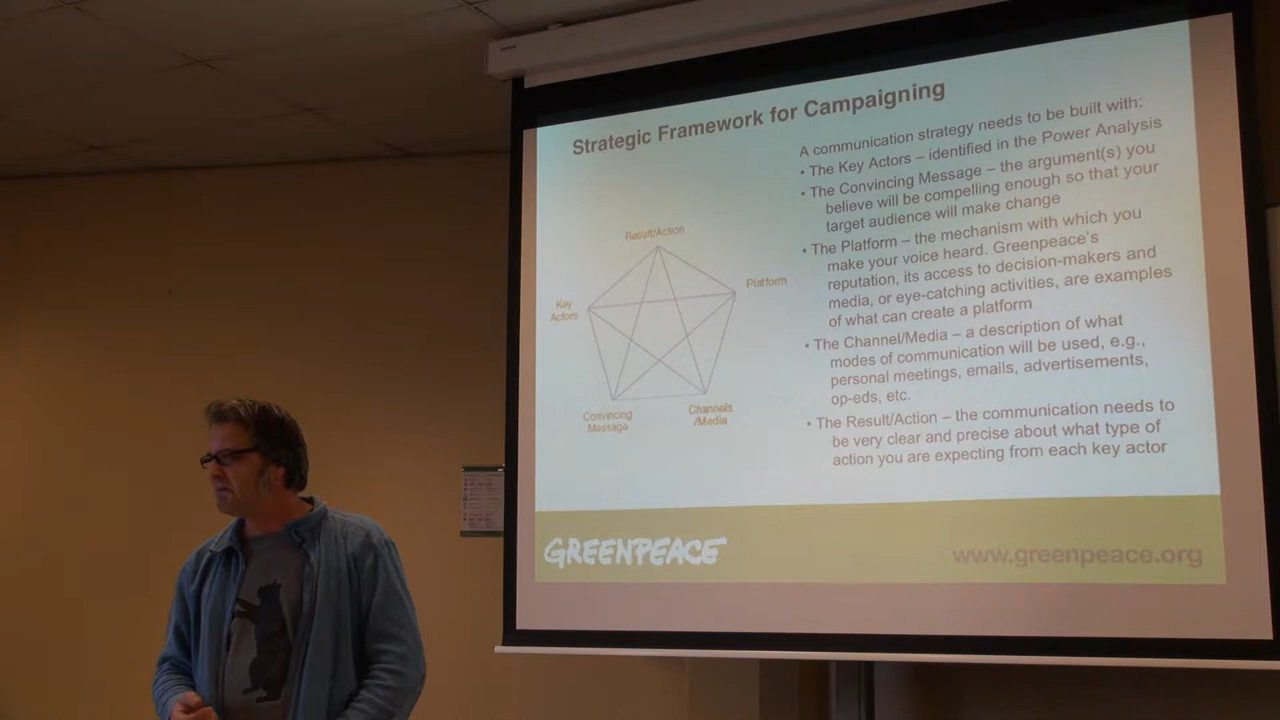 Strategic Framework for Campaigning
A communication strategy needs to be built with:
• The Key Actors – identified in the Power Analysis
• The Convincing Message – the argument(s) you
believe will be compelling enough so that your
target audience will make change
• The Platform – the mechanism with which you
make your voice heard. Greenpeace's
reputation, its access to decision-makers and
media, or eye-catching activities, are examples
of what can create a platform
• The Channel/Media – a description of what
modes of communication will be used, e.g.,
personal meetings, emails, advertisements,
op-eds, etc.
• The Result/Action – the communication needs to
be very clear and precise about what type of
action you are expecting from each key actor
Result/Action
Platform
Key
Actors
Convincing
Message
Channels
/Media
GREENPEACE
www.greenpeace.org